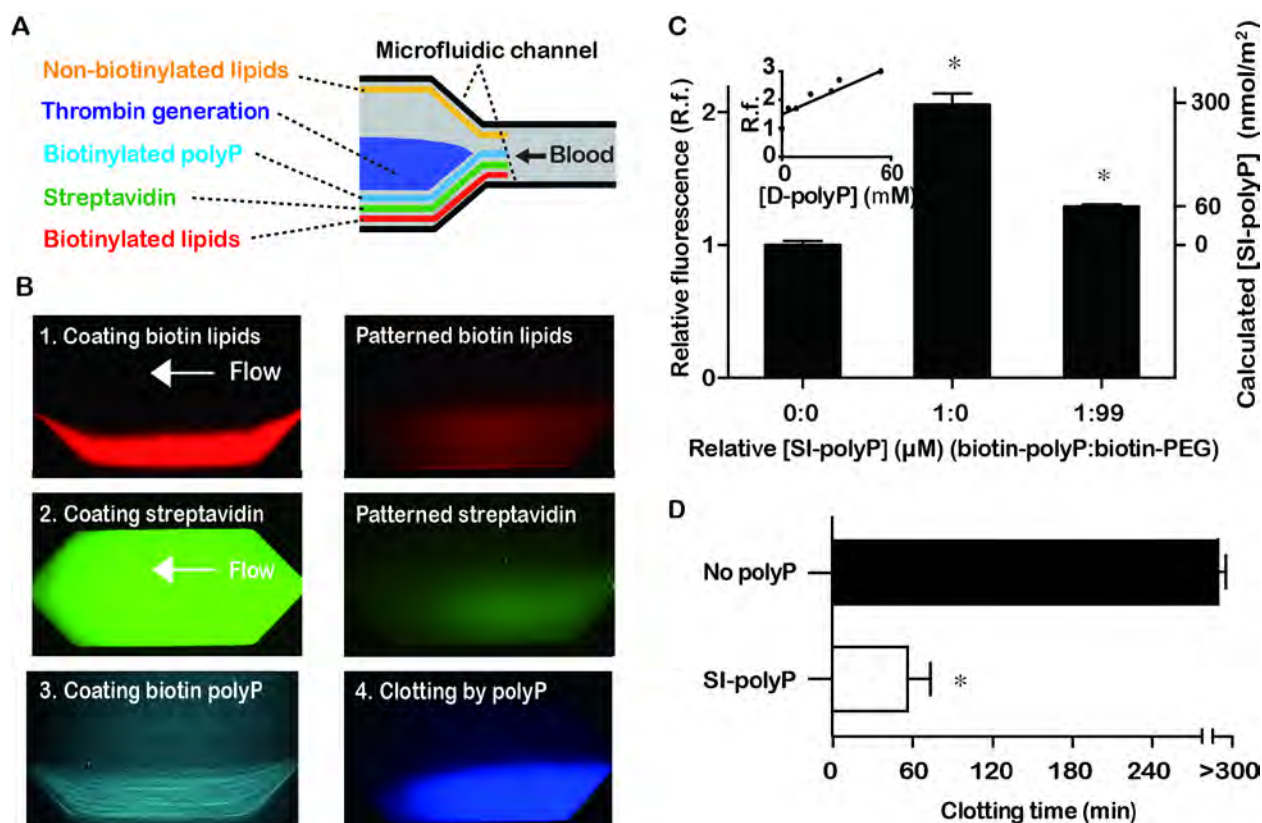 A
Microfluidic channel
Non-biotinylated lipids
Thrombin generation
Biotinylated polyP
Blood
Streptavidin
Biotinylated lipids
B
1. Coating biotin lipids
Flow
Patterned biotin lipids
2. Coating streptavidin
Flow
Patterned streptavidin
3. Coating biotin polyP
4. Clotting by polyP
C
Relative fluorescence (R.f.)
2
1
0
R.f.
3
2
1
0
0
60
[D-polyP] (mM)
*
*
300
60
0
Calculated [SI-polyP] (nmol/m²)
0:0
1:0
1:99
Relative [SI-polyP] (µM) (biotin-polyP:biotin-PEG)
D
No polyP
SI-polyP
*
0
60
120
180
240
>300
Clotting time (min)